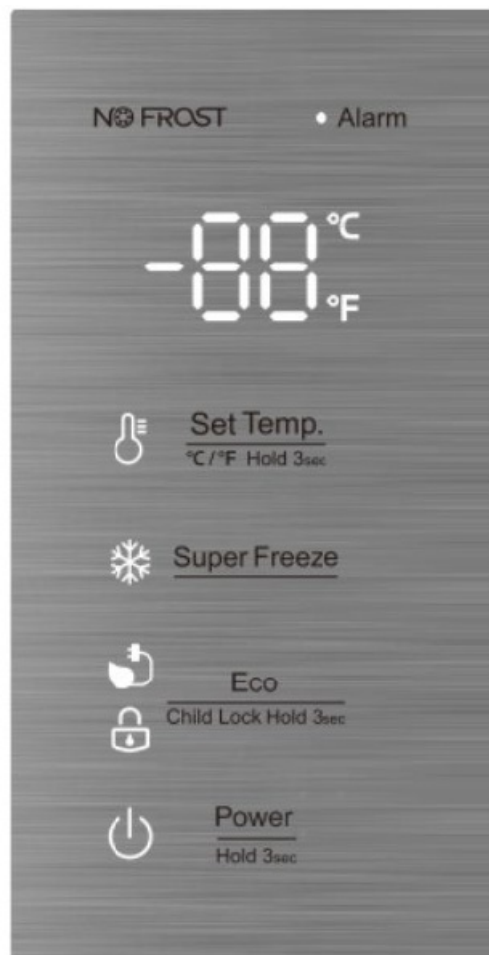 NO FROST
Alarm
-88 °C
°F
Set Temp.
°C/°F Hold 3sec
Super Freeze
Eco
Child Lock Hold 3sec
Power
Hold 3sec